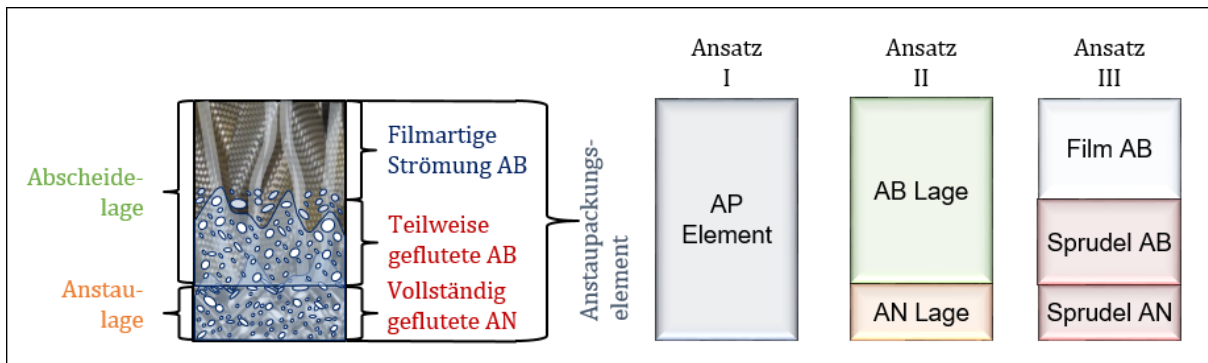 Abscheide-
lage
Anstau-
lage
Filmartige
Strömung AB
Teilweise
geflutete AB
Vollständig
geflutete AN
Anstaupackungs-
element
Ansatz
I
AP
Element
Ansatz
II
AB Lage
AN Lage
Ansatz
III
Film AB
Sprudel AB
Sprudel AN